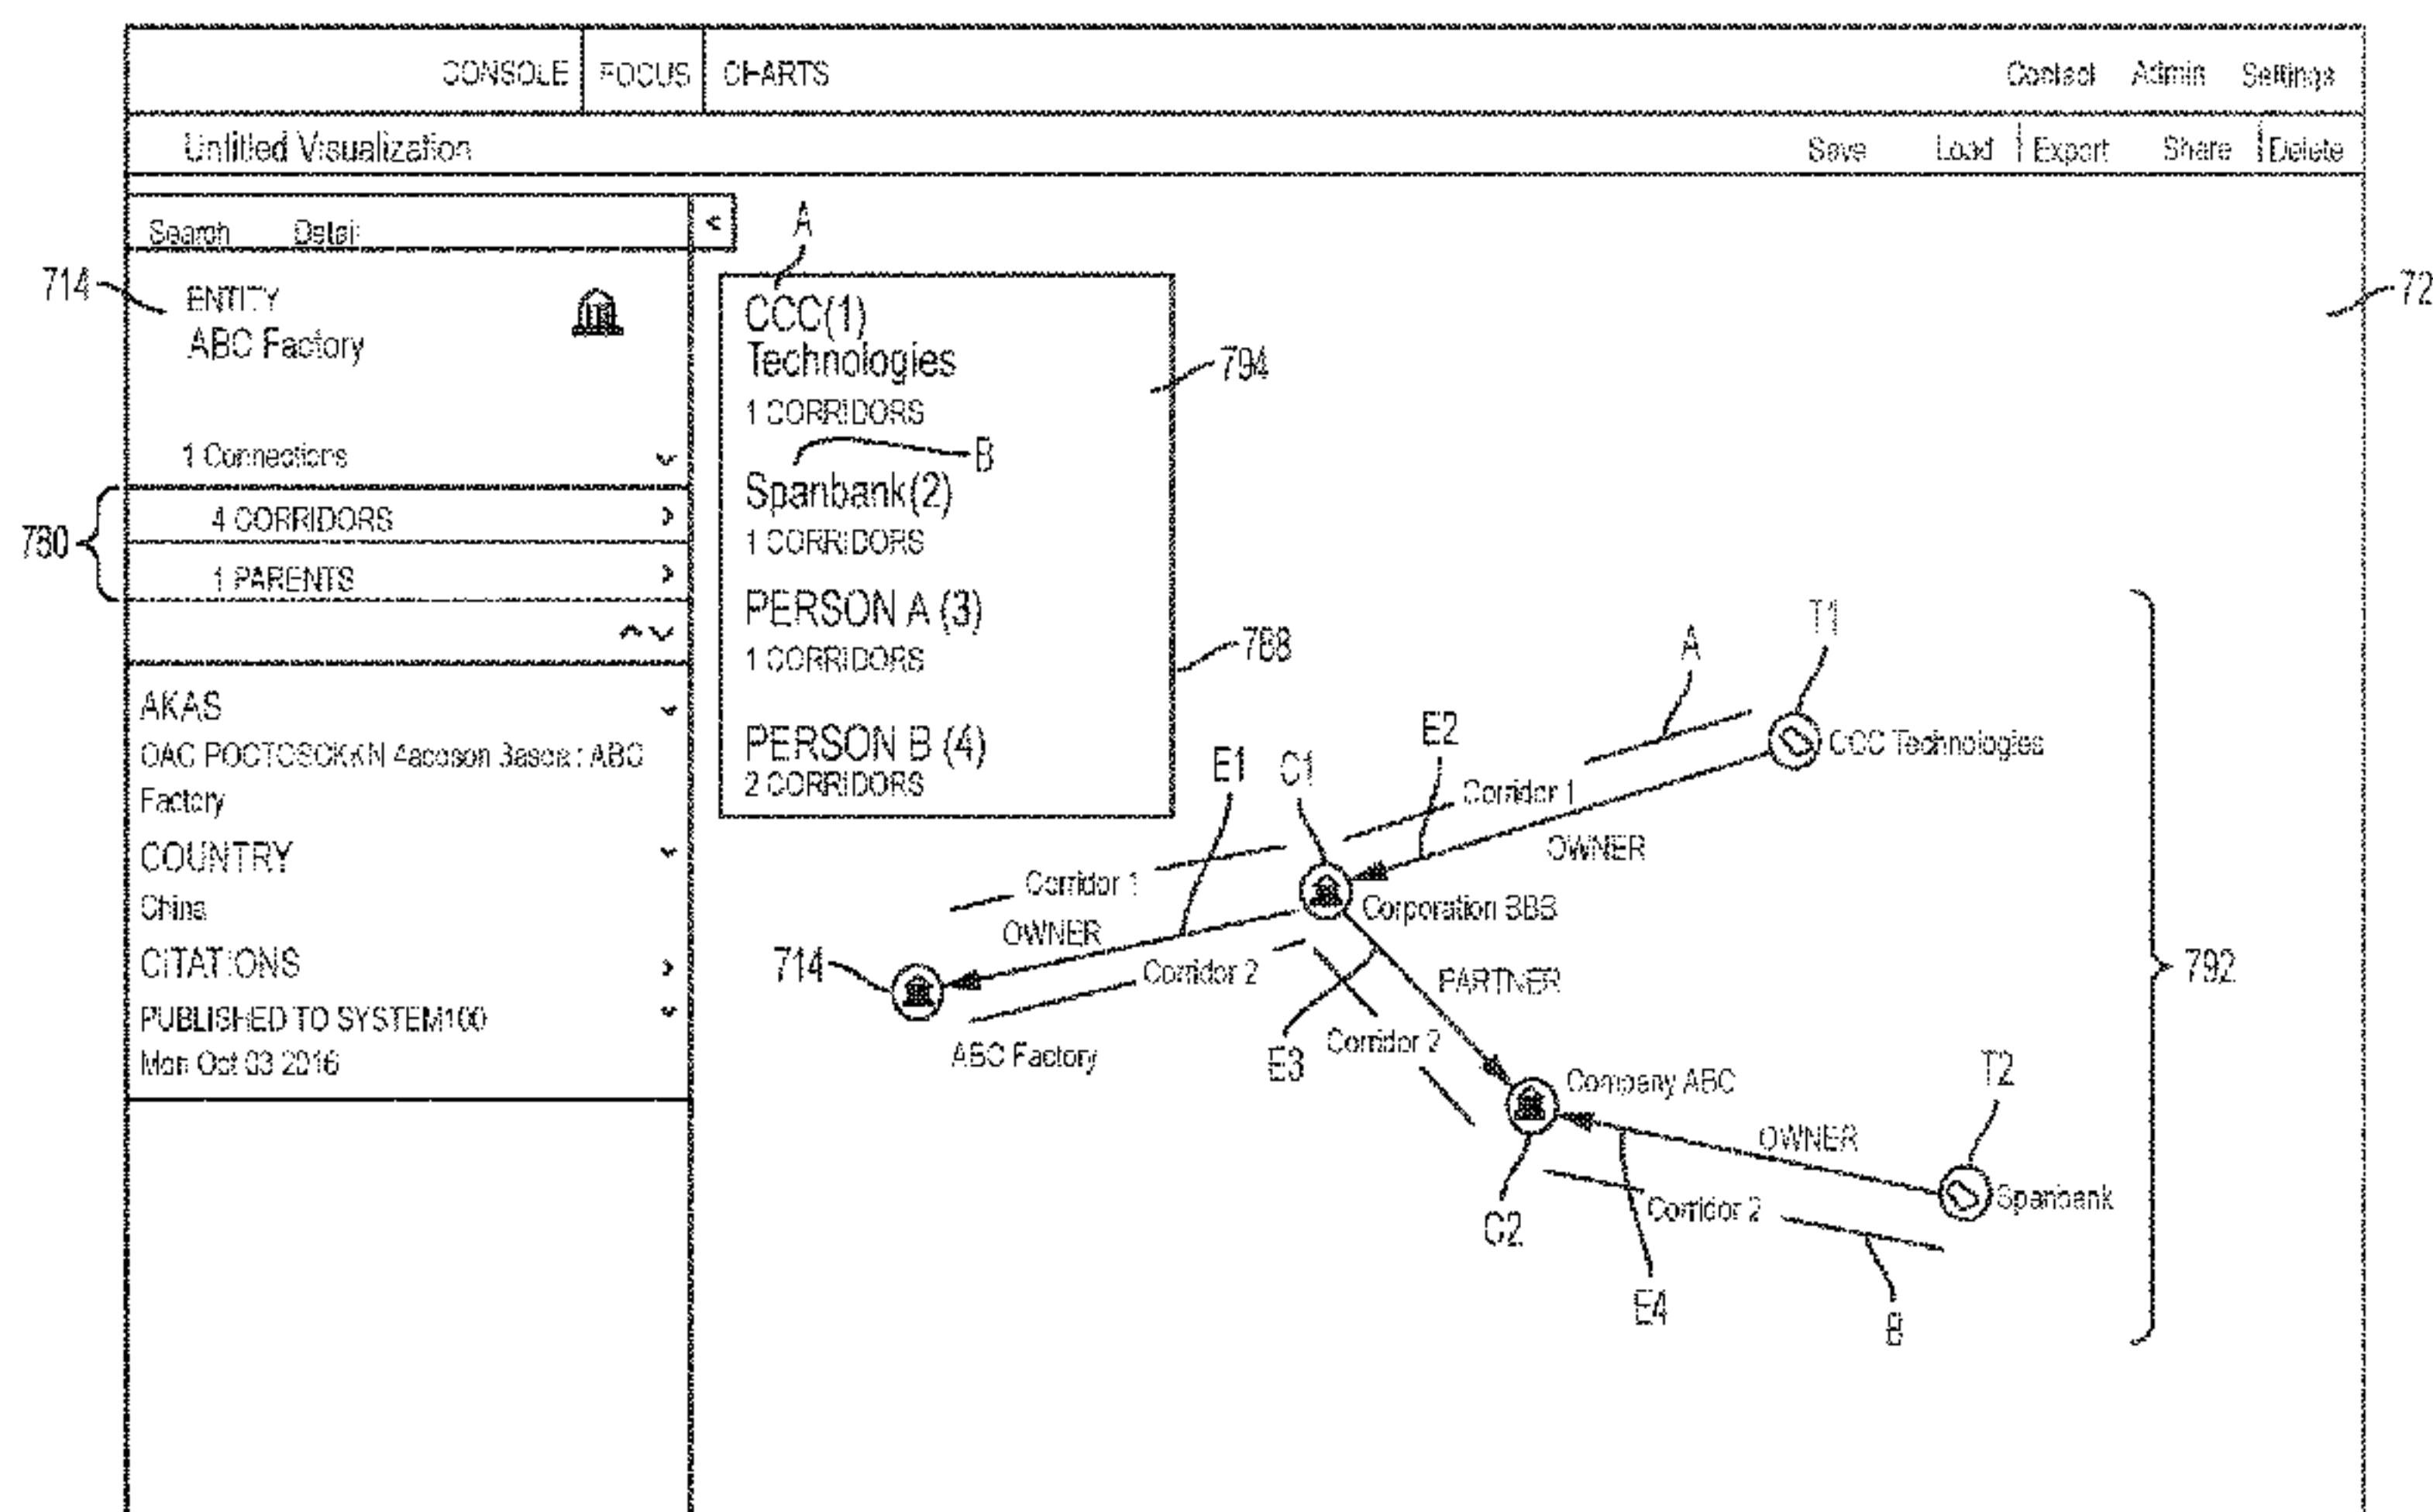 CONSOLE FOCUS CHARTS Contact Admin Settings
Untitled Visualization Save Load Export Share Delete
Search Detail <
A
714
ENTITY
ABC Factory
72
CCC(1)
Technologies
1 CORRIDORS
794
1 Connections
B
Spanbank(2)
1 CORRIDORS
780
4 CORRIDORS >
1 PARENTS >
PERSON A (3)
1 CORRIDORS
768
PERSON B (4)
2 CORRIDORS
AKAS
ABC
Factory
COUNTRY
China
CITATIONS >
PUBLISHED TO SYSTEM100
Mon Oct 03 2016
A
T1
CCC Technologies
E1
C1
E2
Corridor 1
OWNER
Corridor 1
OWNER
Corporation BBB
714
Corridor 2
ABC Factory
PARTNER
E3
Corridor 2
792
Company ABC
T2
OWNER
C2
Corridor 2
Spanbank
E4
B